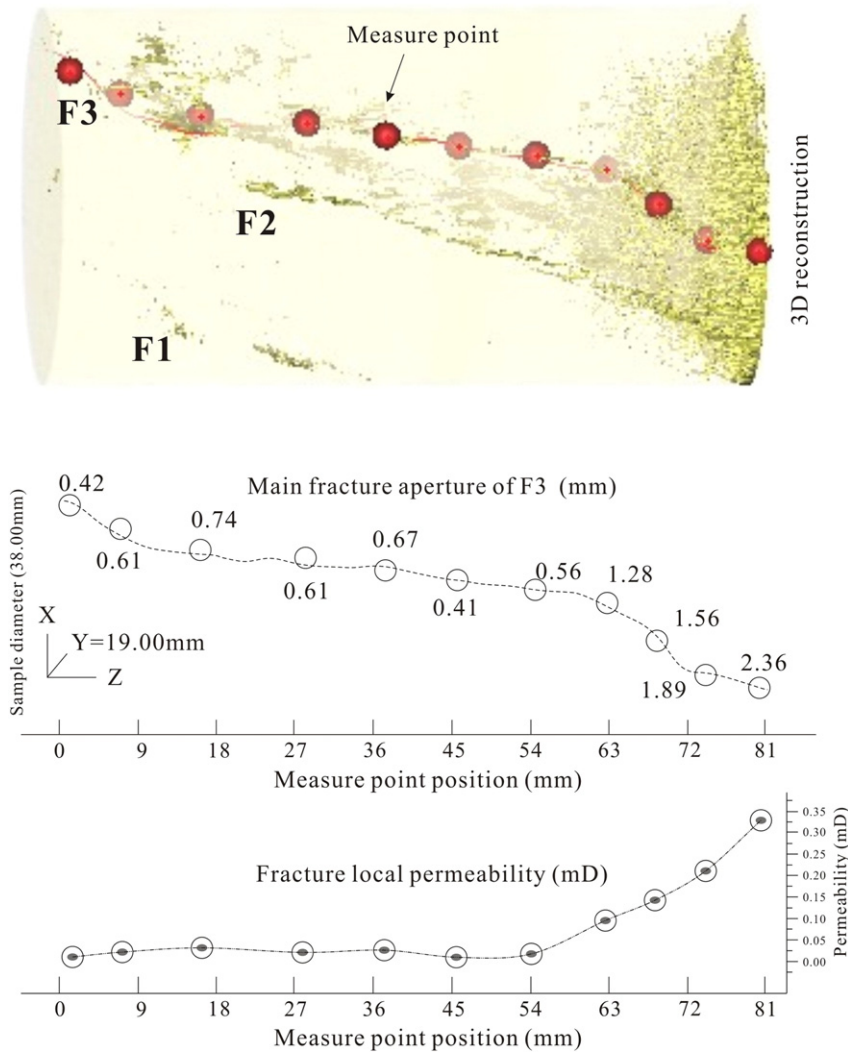 Measure point
F3
F2
F1
3D reconstruction
Main fracture aperture of F3 (mm)
0.42
0.61
0.74
0.61
0.67
0.41
0.56
1.28
1.56
1.89
2.36
Sample diameter (38.00mm)
X
Y=19.00mm
Z
0 9 18 27 36 45 54 63 72 81
Measure point position (mm)
Fracture local permeability (mD)
0.35
0.30
0.25
0.20
0.15
0.10
0.05
0.00
Permeability (mD)
0 9 18 27 36 45 54 63 72 81
Measure point position (mm)